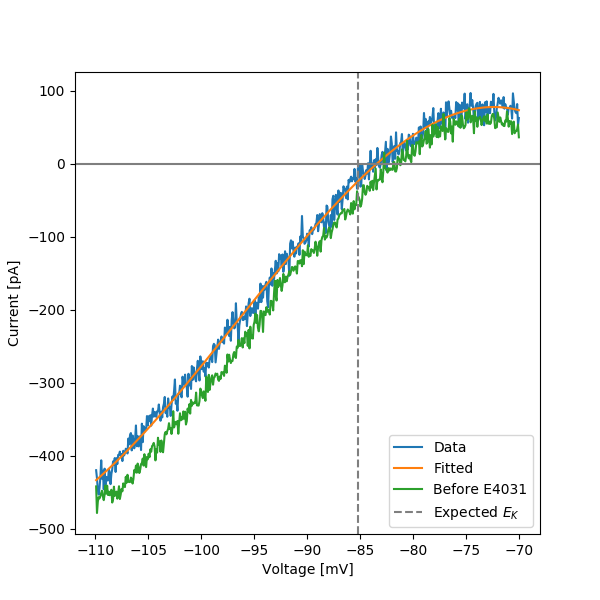 100
0
−100
−200
−300
−400
−500
Current [pA]
−110
−105
−100
−95
−90
−85
−80
−75
−70
Voltage [mV]
Data
Fitted
Before E4031
Expected E_K